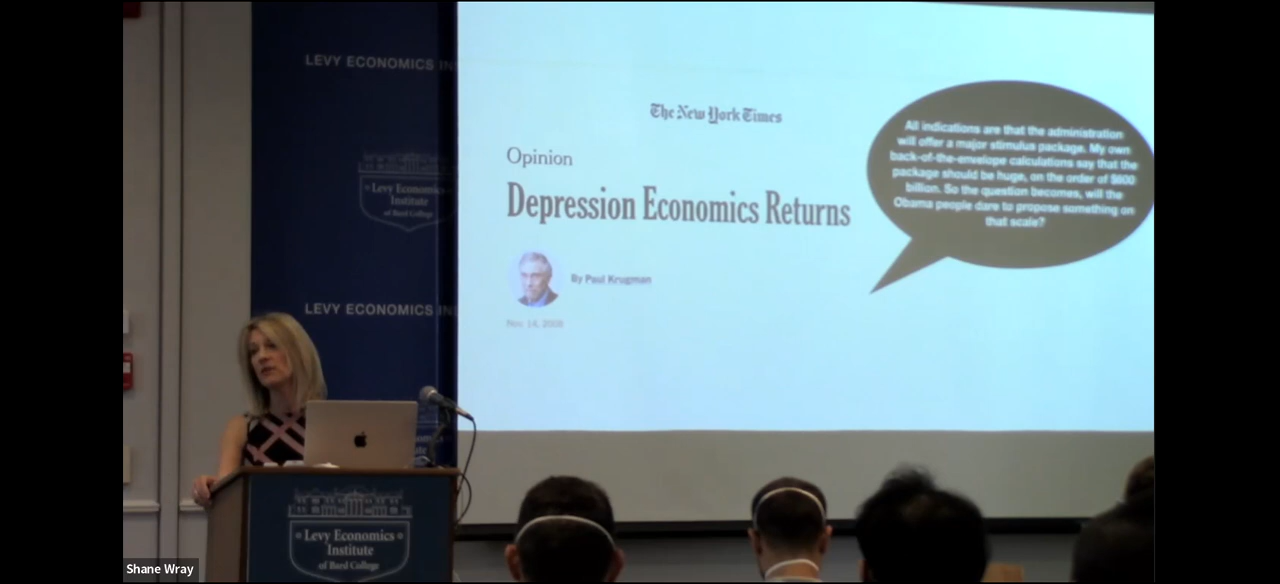 LEVY ECONOMICS IN
Levy Economics
Institute
of Bard College
LEVY ECONOMICS IN
The New York Times
Opinion
Depression Economics Returns
By Paul Krugman
Nov. 14, 2008
All indications are that the administration
will offer a major stimulus package. My own
back-of-the-envelope calculations say that the
package should be huge, on the order of $600
billion. So the question becomes, will the
Obama people dare to propose something on
that scale?
Levy Economics
Institute
of Bard College
Shane Wray